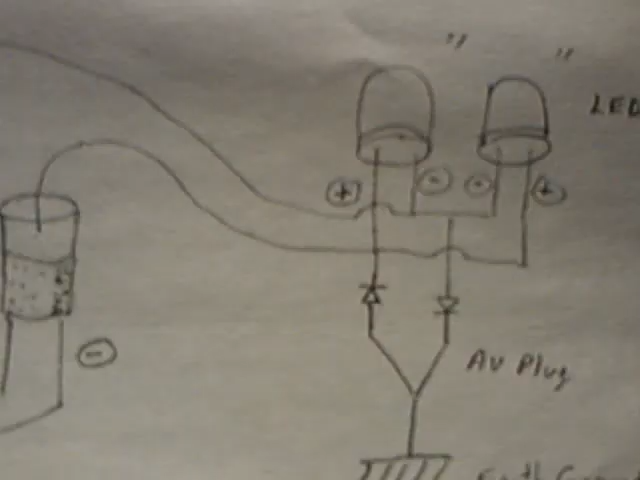 " "
LED
+ - - +
-
Av Plug